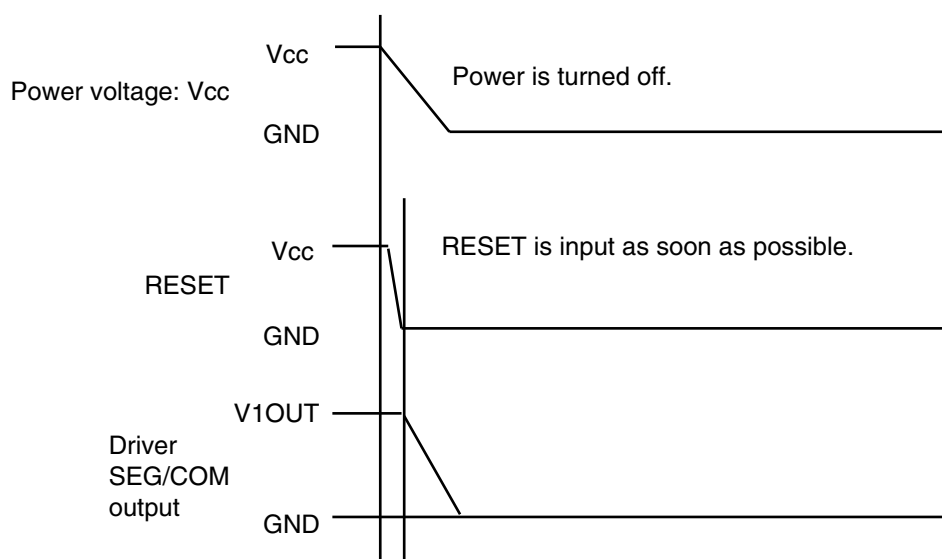 Vcc
Power is turned off.
Power voltage: Vcc
GND
Vcc
RESET is input as soon as possible.
RESET
GND
V1OUT
Driver
SEG/COM
output
GND